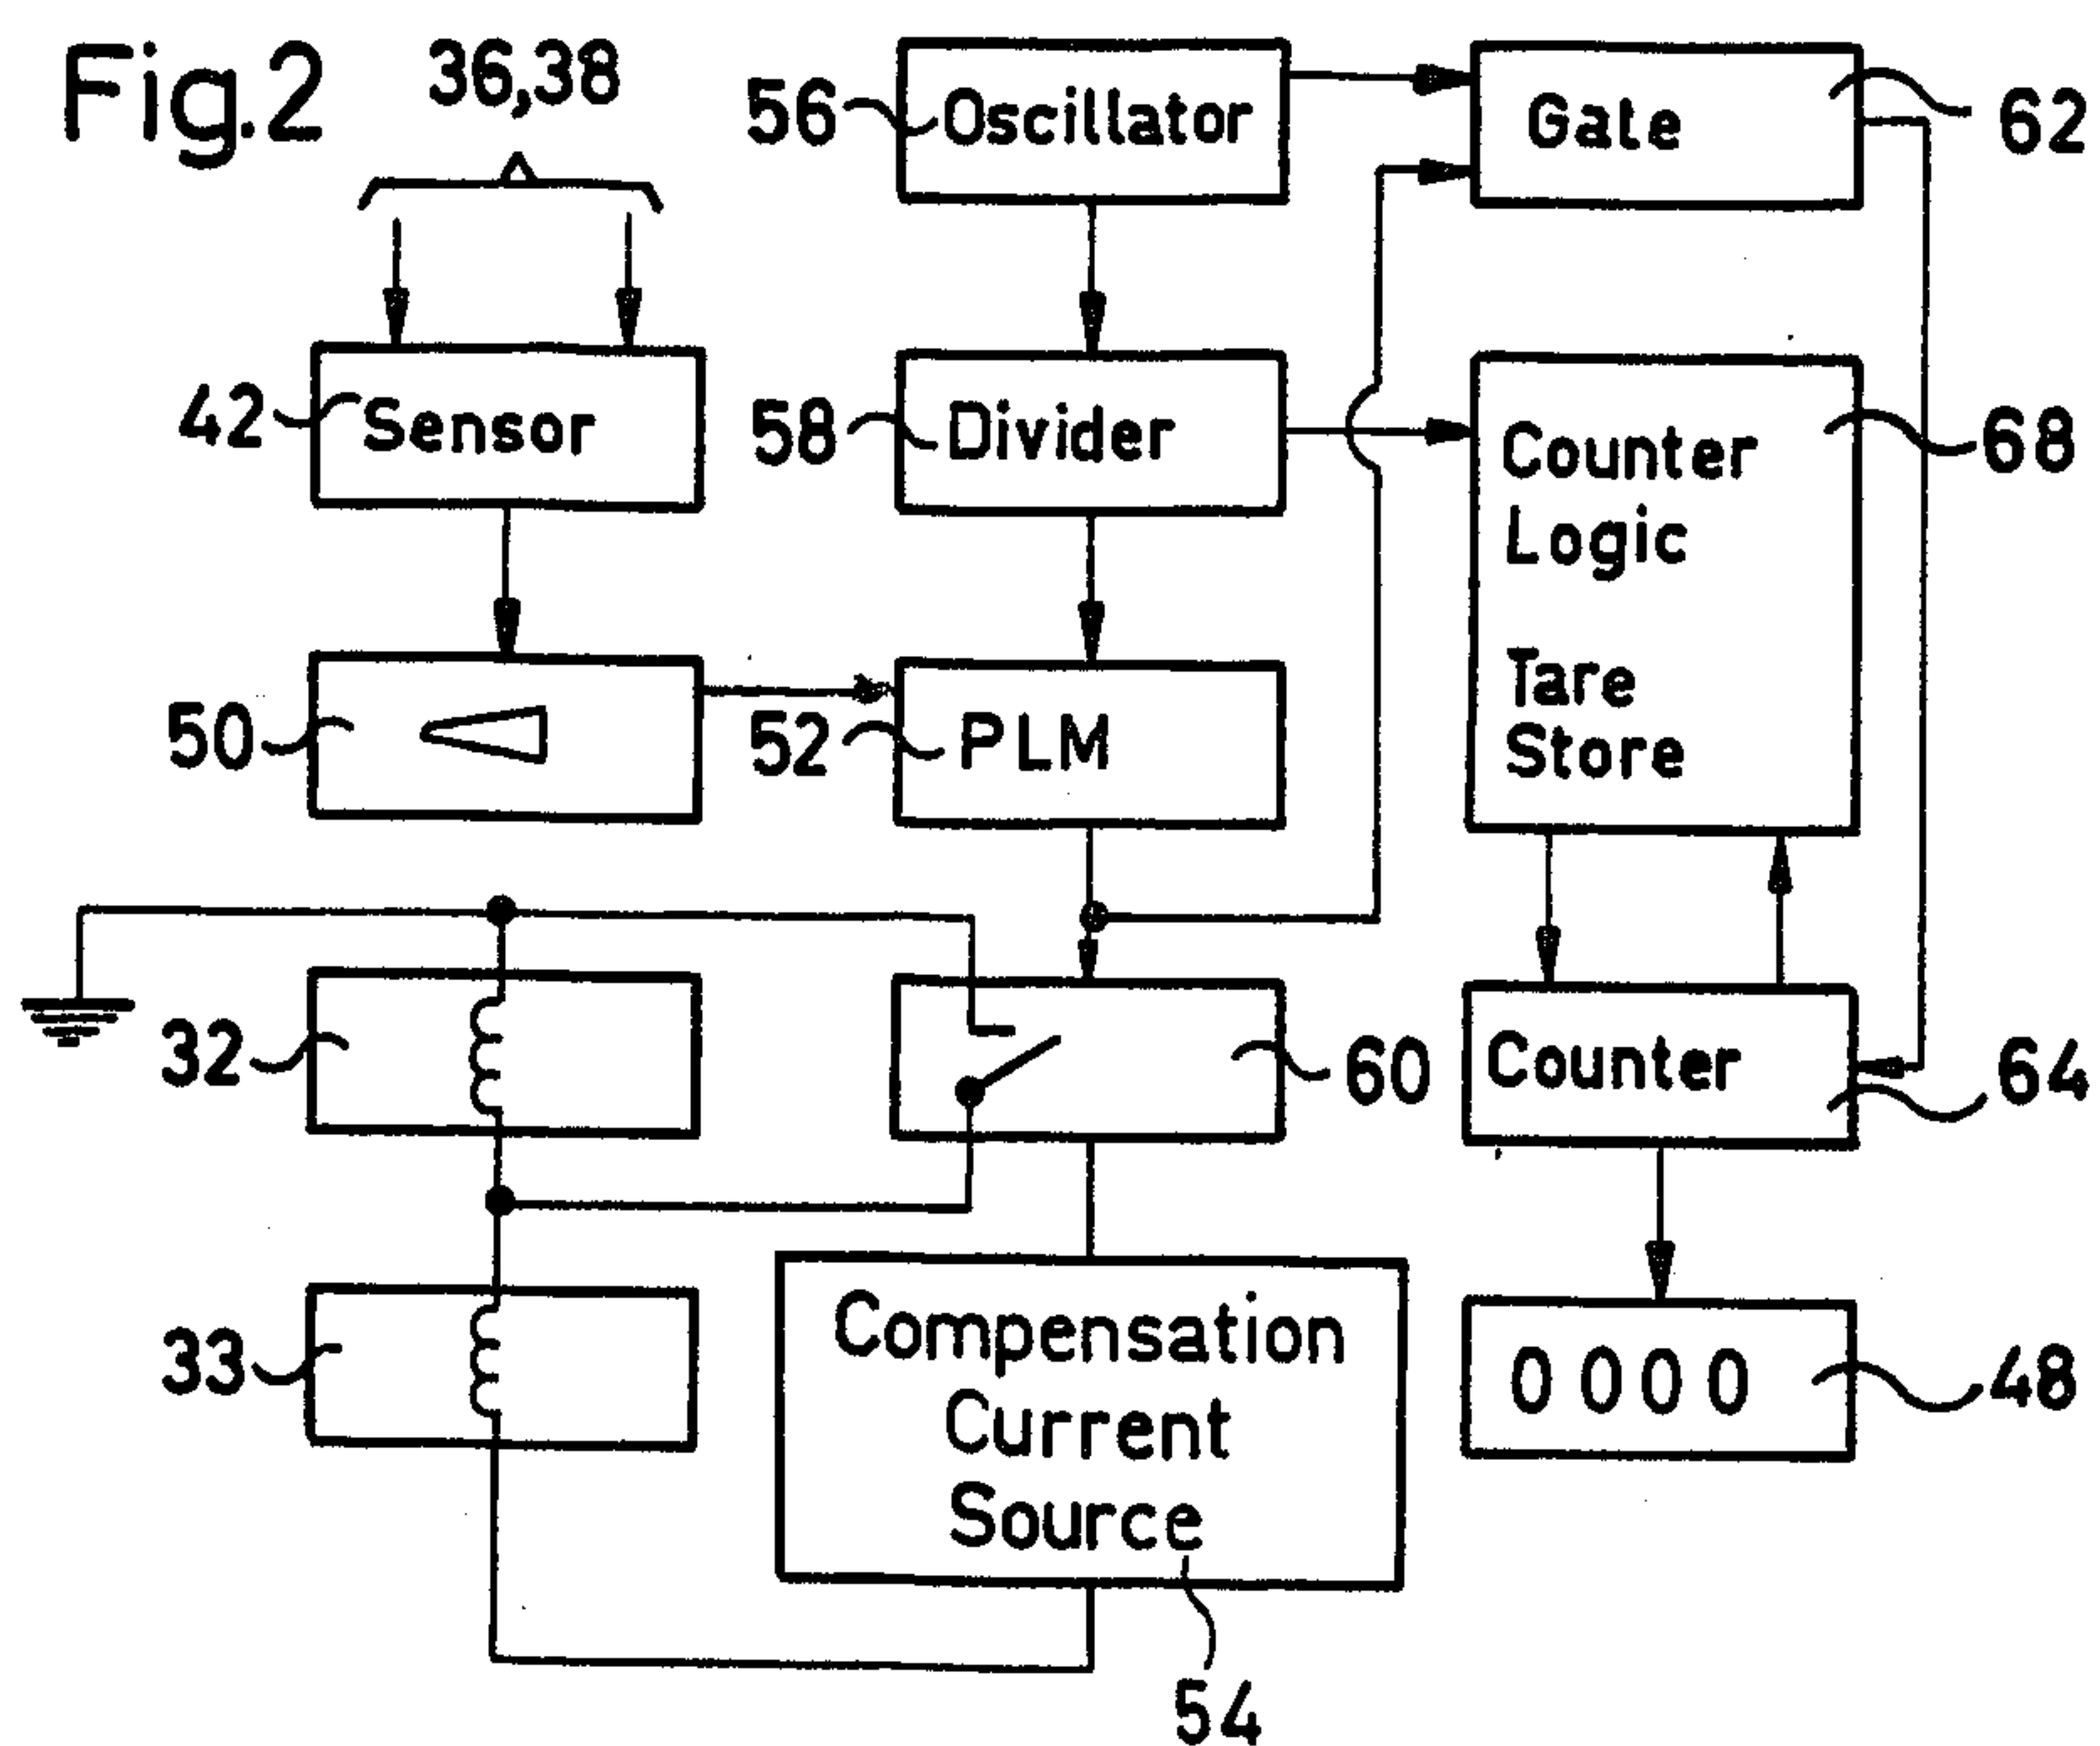 Fig.2
36,38
56
Oscillator
Gate
62
42
Sensor
58
Divider
Counter
Logic
Tare
Store
68
50
52
PLM
32
60
Counter
64
33
Compensation
Current
Source
54
0000
48